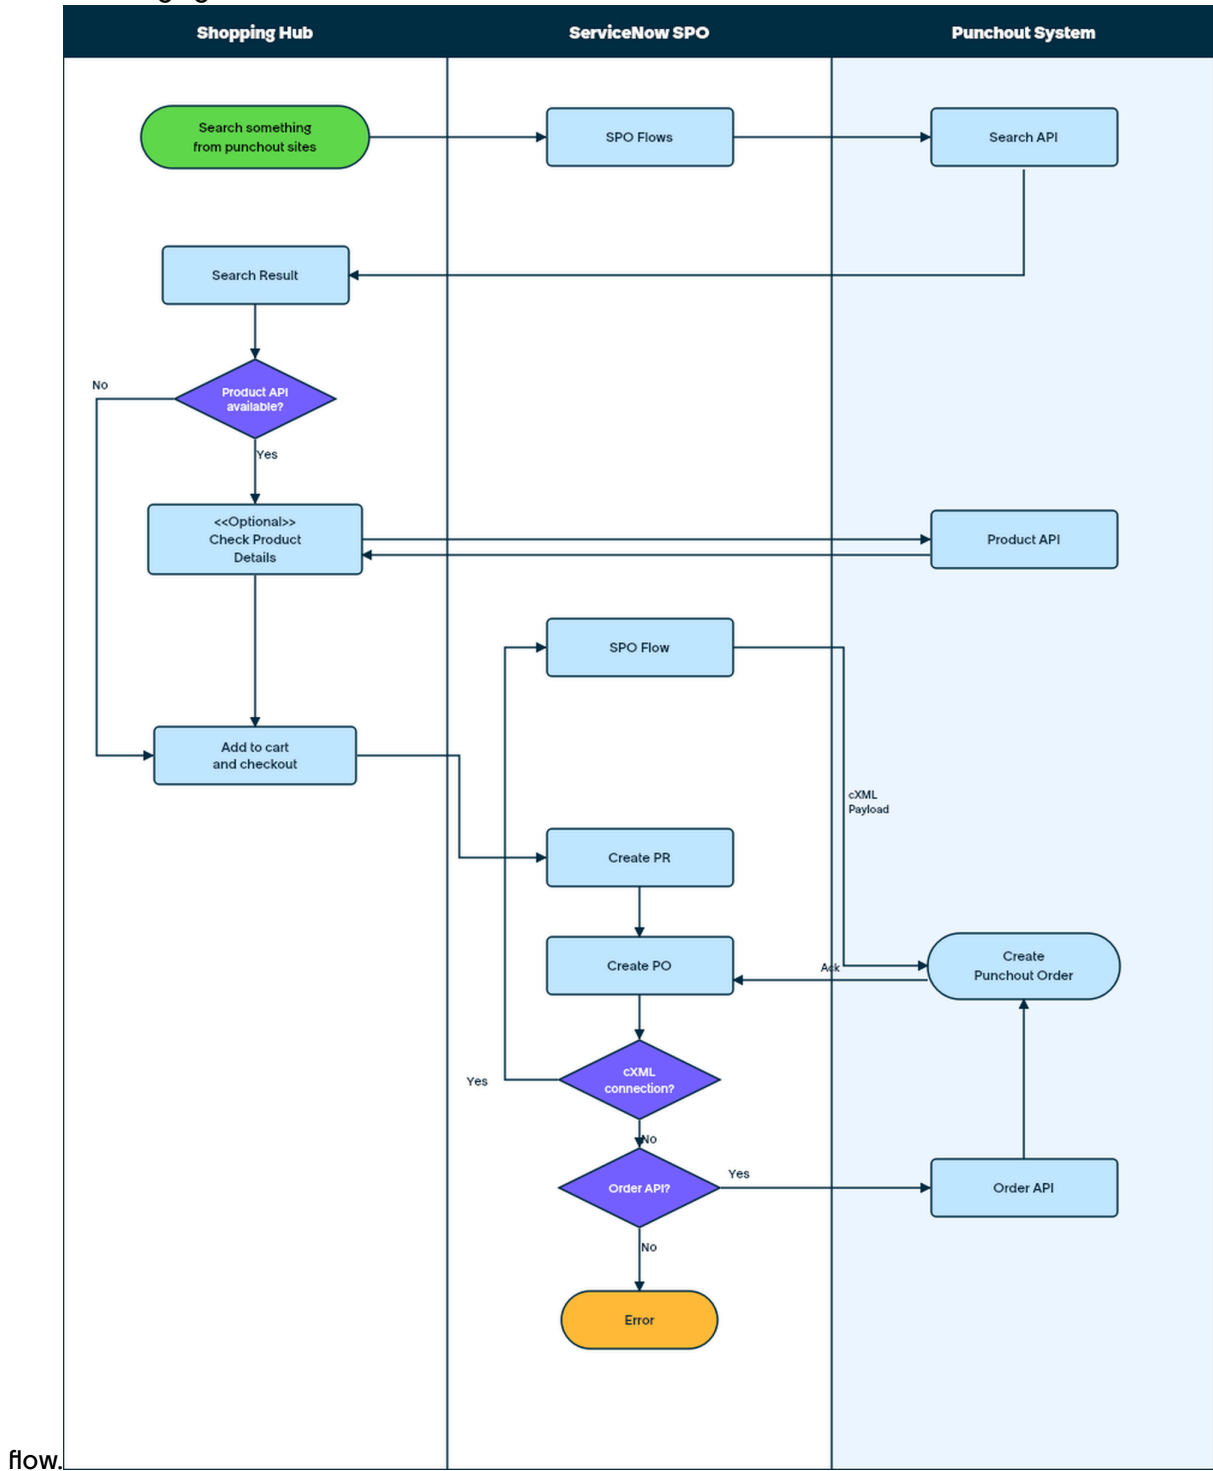 Shopping Hub
ServiceNow SPO
Punchout System
Search something
from punchout sites
SPO Flows
Search API
Search Result
No
Product API
available?
Yes
<<Optional>>
Check Product
Details
Product API
SPO Flow
Add to cart
and checkout
cXML
Payload
Create PR
Create PO
Ack
Create
Punchout Order
Yes
cXML
connection?
No
Order API?
Yes
Order API
No
Error
flow.